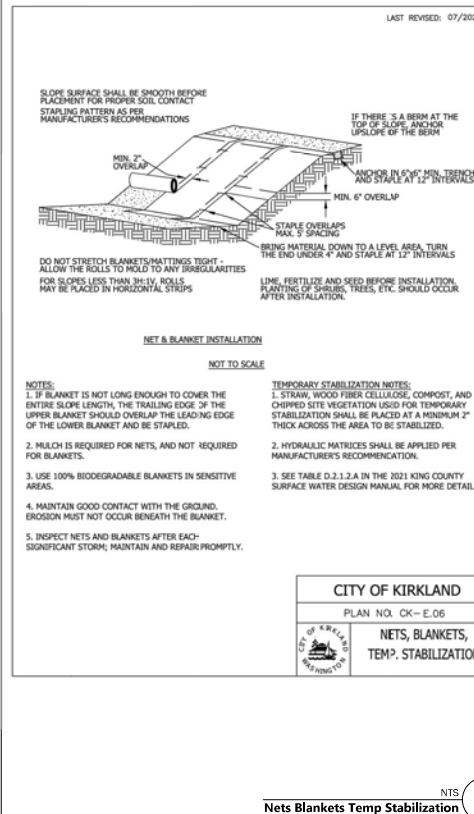 LAST REVISED: 07/202
SLOPE SURFACE SHALL BE SMOOTH BEFORE
PLACEMENT FOR PROPER SOIL CONTACT
STAPLING PATTERN AS PER
MANUFACTURER'S RECOMMENDATIONS
IF THERE IS A BERM AT THE
TOP OF SLOPE, ANCHOR
UPSLOPE OF THE BERM
MIN. 2"
OVERLAP
ANCHOR IN 6"x6" MIN. TRENCH
AND STAPLE AT 12" INTERVALS
MIN. 6" OVERLAP
STAPLE OVERLAPS
MAX. 5' SPACING
BRING MATERIAL DOWN TO A LEVEL AREA, TURN
THE END UNDER 4" AND STAPLE AT 12" INTERVALS
DO NOT STRETCH BLANKETS/MATTINGS TIGHT -
ALLOW THE ROLLS TO MOLD TO ANY IRREGULARITIES
FOR SLOPES LESS THAN 3H:1V, ROLLS
MAY BE PLACED IN HORIZONTAL STRIPS
LIME, FERTILIZE AND SEED BEFORE INSTALLATION.
PLANTING OF SHRUBS, TREES, ETC. SHOULD OCCUR
AFTER INSTALLATION.
NET & BLANKET INSTALLATION
NOT TO SCALE
NOTES:
1. IF BLANKET IS NOT LONG ENOUGH TO COVER THE
ENTIRE SLOPE LENGTH, THE TRAILING EDGE OF THE
UPPER BLANKET SHOULD OVERLAP THE LEADING EDGE
OF THE LOWER BLANKET AND BE STAPLED.
2. MULCH IS REQUIRED FOR NETS, AND NOT REQUIRED
FOR BLANKETS.
3. USE 100% BIODEGRADABLE BLANKETS IN SENSITIVE
AREAS.
4. MAINTAIN GOOD CONTACT WITH THE GROUND.
EROSION MUST NOT OCCUR BENEATH THE BLANKET.
5. INSPECT NETS AND BLANKETS AFTER EACH
SIGNIFICANT STORM; MAINTAIN AND REPAIR PROMPTLY.
TEMPORARY STABILIZATION NOTES:
1. STRAW, WOOD FIBER CELLULOSE, COMPOST, AND
CHIPPED SITE VEGETATION USED FOR TEMPORARY
STABILIZATION SHALL BE PLACED AT A MINIMUM 2"
THICK ACROSS THE AREA TO BE STABILIZED.
2. HYDRAULIC MATRICES SHALL BE APPLIED PER
MANUFACTURER'S RECOMMENDATION.
3. SEE TABLE D.2.1.2.A IN THE 2021 KING COUNTY
SURFACE WATER DESIGN MANUAL FOR MORE DETAIL
CITY OF KIRKLAND
PLAN NO. CK-E.06
CITY OF KIRKLAND
WASHINGTON
NETS, BLANKETS,
TEMP. STABILIZATION
NTS
Nets Blankets Temp Stabilization